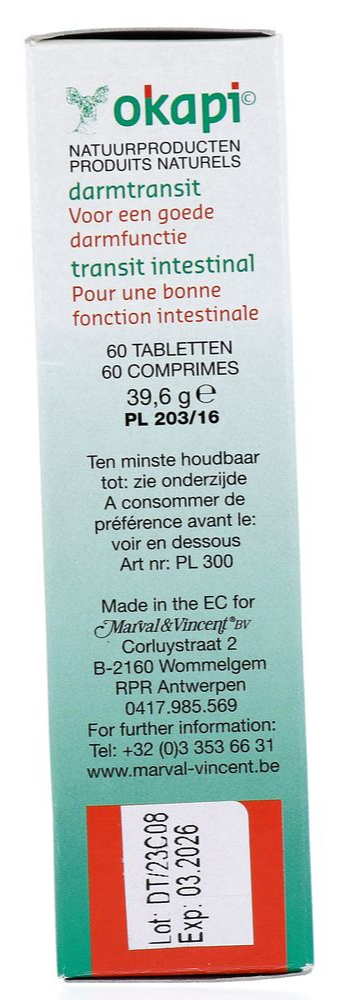 okapi©
NATUURPRODUCTEN
PRODUITS NATURELS
darmtransit
Voor een goede
darmfunctie
transit intestinal
Pour une bonne
fonction intestinale
60 TABLETTEN
60 COMPRIMES
39,6 g ℮
PL 203/16
Ten minste houdbaar
tot: zie onderzijde
A consommer de
préférence avant le:
voir en dessous
Art nr: PL 300
Made in the EC for
Marval & Vincent® BV
Corluystraat 2
B-2160 Wommelgem
RPR Antwerpen
0417.985.569
For further information:
Tel: +32 (0)3 353 66 31
www.marval-vincent.be
Lot: DT/23C08
Exp: 03.2026